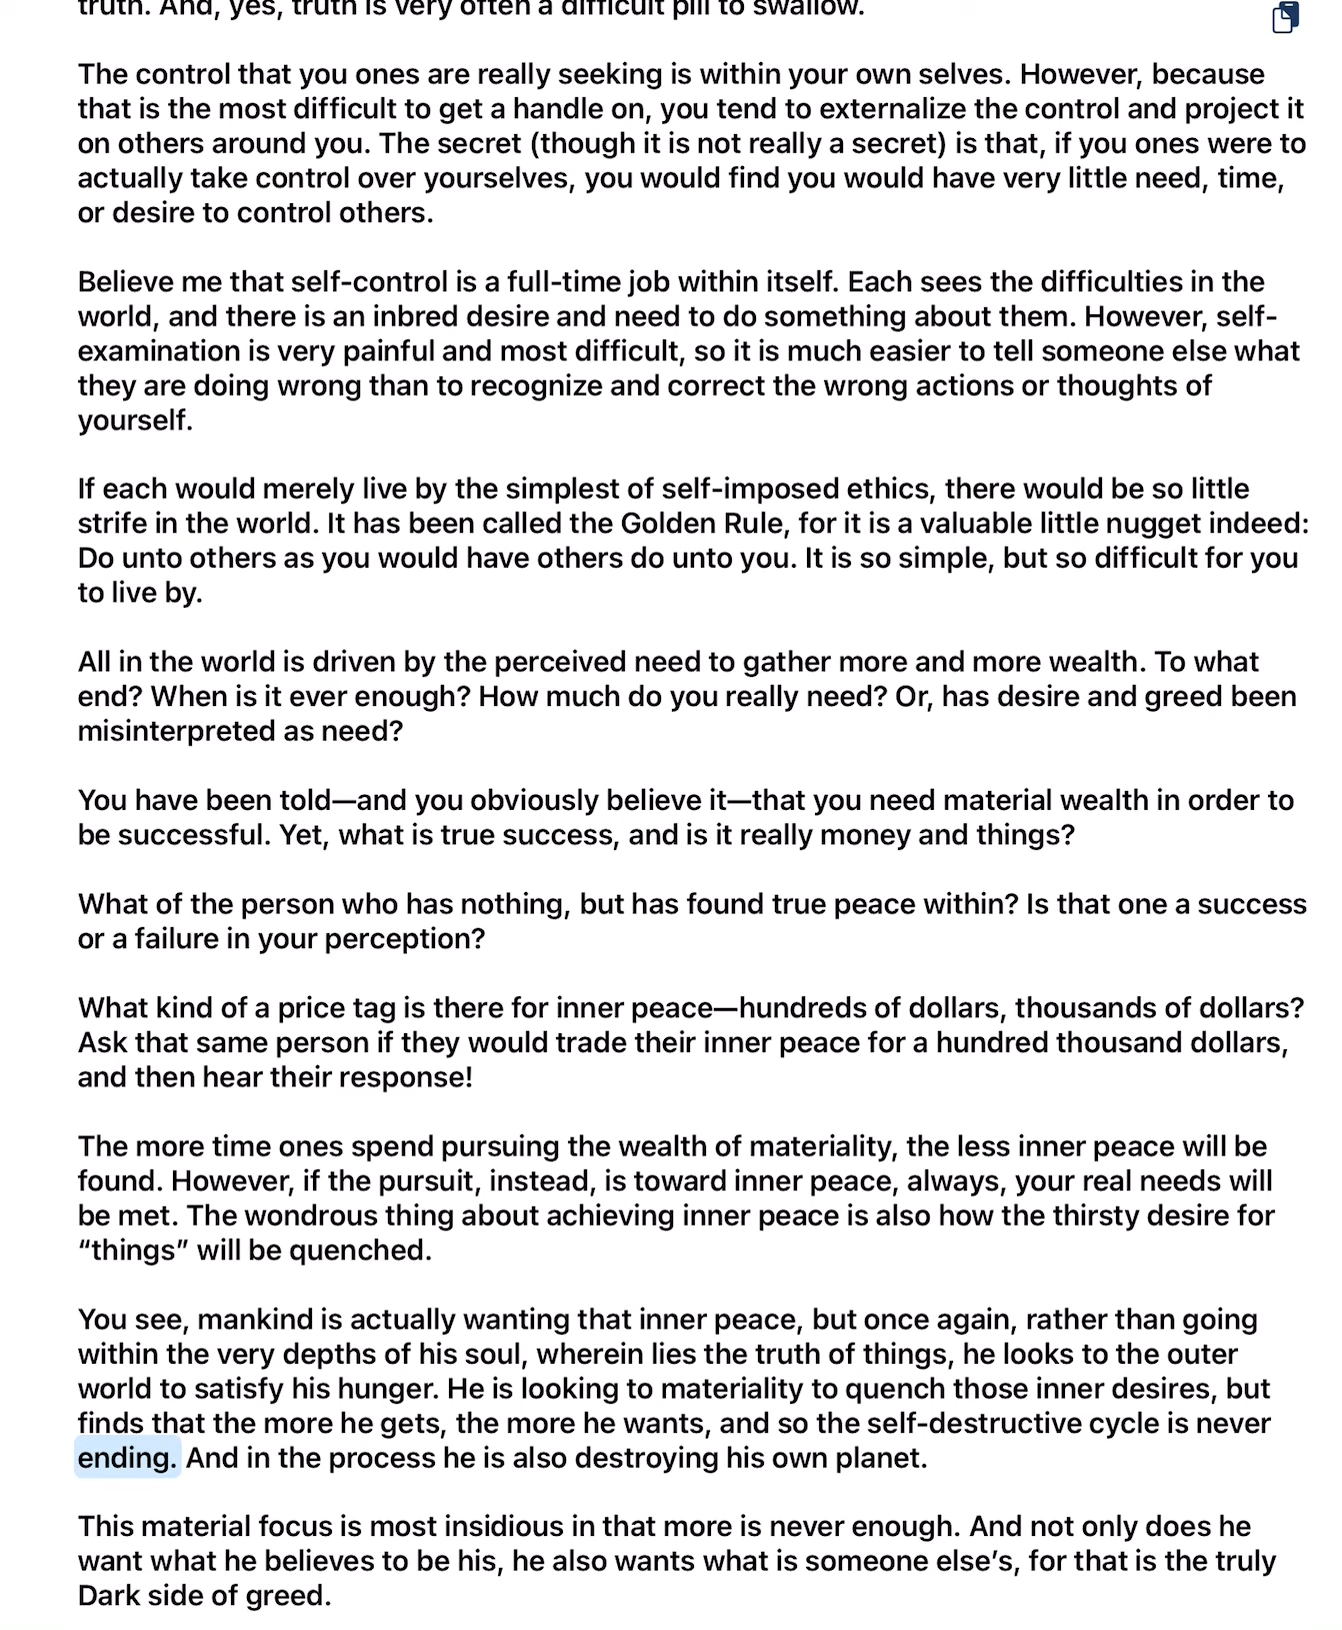 truth. And, yes, truth is very often a difficult pill to swallow.
The control that you ones are really seeking is within your own selves. However, because
that is the most difficult to get a handle on, you tend to externalize the control and project it
on others around you. The secret (though it is not really a secret) is that, if you ones were to
actually take control over yourselves, you would find you would have very little need, time,
or desire to control others.
Believe me that self-control is a full-time job within itself. Each sees the difficulties in the
world, and there is an inbred desire and need to do something about them. However, self-
examination is very painful and most difficult, so it is much easier to tell someone else what
they are doing wrong than to recognize and correct the wrong actions or thoughts of
yourself.
If each would merely live by the simplest of self-imposed ethics, there would be so little
strife in the world. It has been called the Golden Rule, for it is a valuable little nugget indeed:
Do unto others as you would have others do unto you. It is so simple, but so difficult for you
to live by.
All in the world is driven by the perceived need to gather more and more wealth. To what
end? When is it ever enough? How much do you really need? Or, has desire and greed been
misinterpreted as need?
You have been told—and you obviously believe it—that you need material wealth in order to
be successful. Yet, what is true success, and is it really money and things?
What of the person who has nothing, but has found true peace within? Is that one a success
or a failure in your perception?
What kind of a price tag is there for inner peace—hundreds of dollars, thousands of dollars?
Ask that same person if they would trade their inner peace for a hundred thousand dollars,
and then hear their response!
The more time ones spend pursuing the wealth of materiality, the less inner peace will be
found. However, if the pursuit, instead, is toward inner peace, always, your real needs will
be met. The wondrous thing about achieving inner peace is also how the thirsty desire for
“things” will be quenched.
You see, mankind is actually wanting that inner peace, but once again, rather than going
within the very depths of his soul, wherein lies the truth of things, he looks to the outer
world to satisfy his hunger. He is looking to materiality to quench those inner desires, but
finds that the more he gets, the more he wants, and so the self-destructive cycle is never
ending. And in the process he is also destroying his own planet.
This material focus is most insidious in that more is never enough. And not only does he
want what he believes to be his, he also wants what is someone else’s, for that is the truly
Dark side of greed.